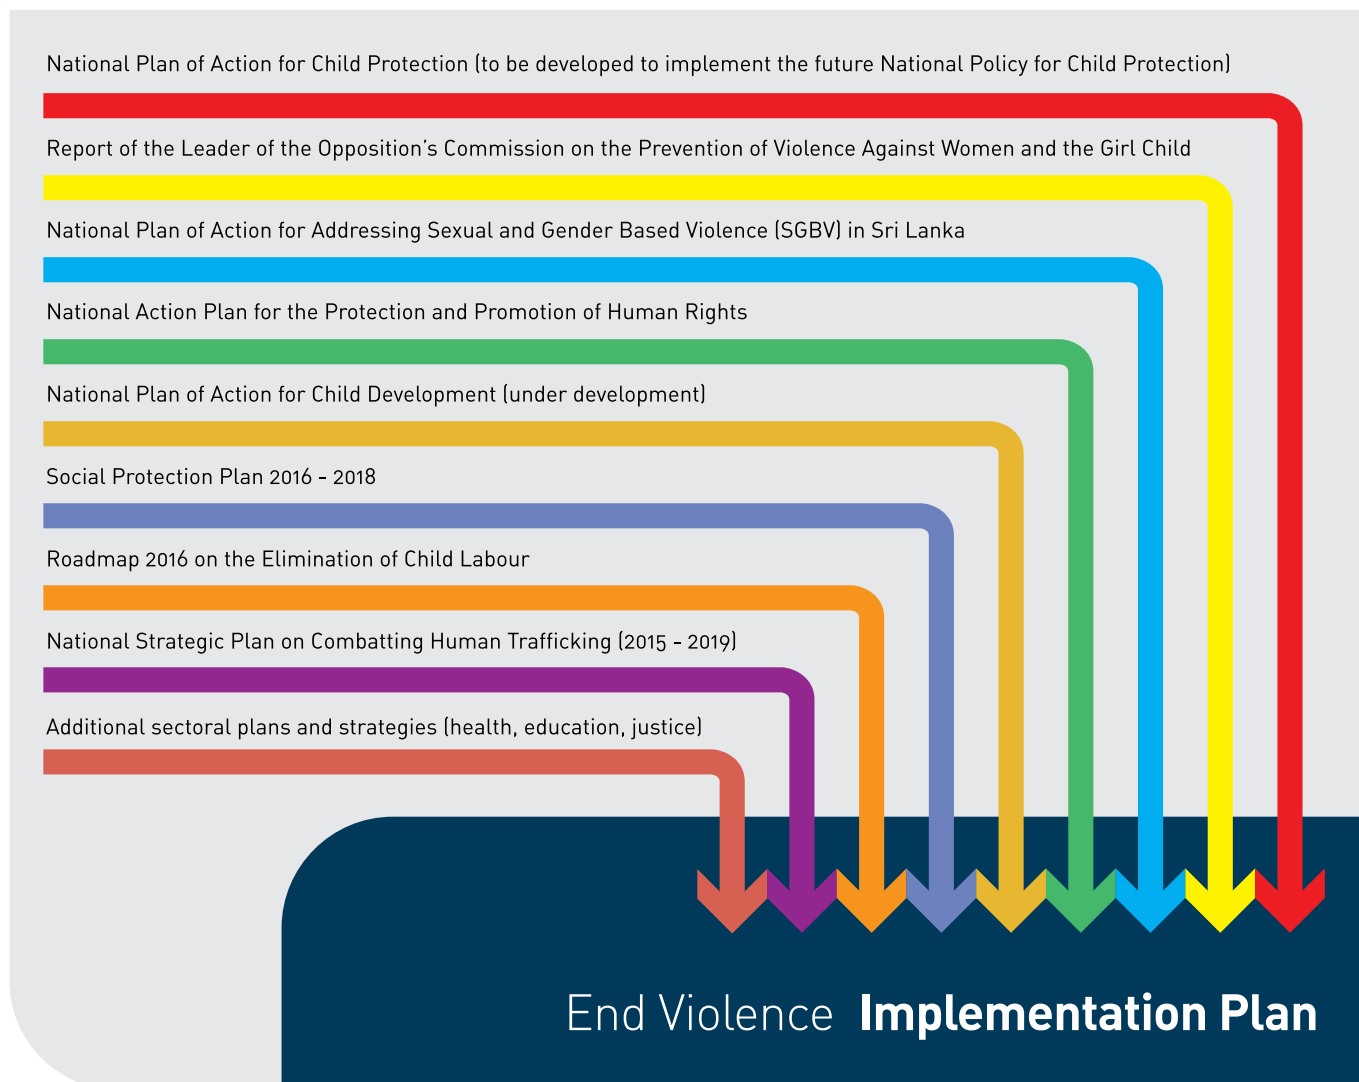 National Plan of Action for Child Protection (to be developed to implement the future National Policy for Child Protection)
Report of the Leader of the Opposition's Commission on the Prevention of Violence Against Women and the Girl Child
National Plan of Action for Addressing Sexual and Gender Based Violence (SGBV) in Sri Lanka
National Action Plan for the Protection and Promotion of Human Rights
National Plan of Action for Child Development (under development)
Social Protection Plan 2016 - 2018
Roadmap 2016 on the Elimination of Child Labour
National Strategic Plan on Combatting Human Trafficking (2015 - 2019)
Additional sectoral plans and strategies (health, education, justice)
End Violence Implementation Plan